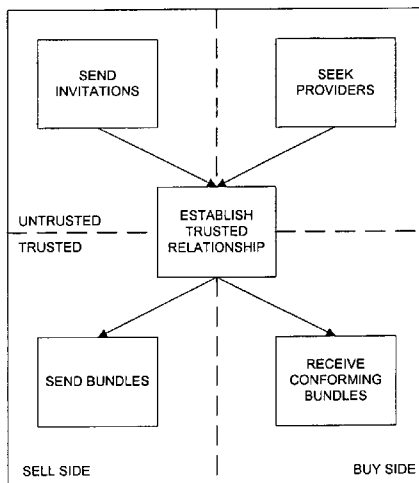 SEND
INVITATIONS
SEEK
PROVIDERS
ESTABLISH
TRUSTED
RELATIONSHIP
UNTRUSTED
TRUSTED
SEND BUNDLES
RECEIVE
CONFORMING
BUNDLES
SELL SIDE
BUY SIDE